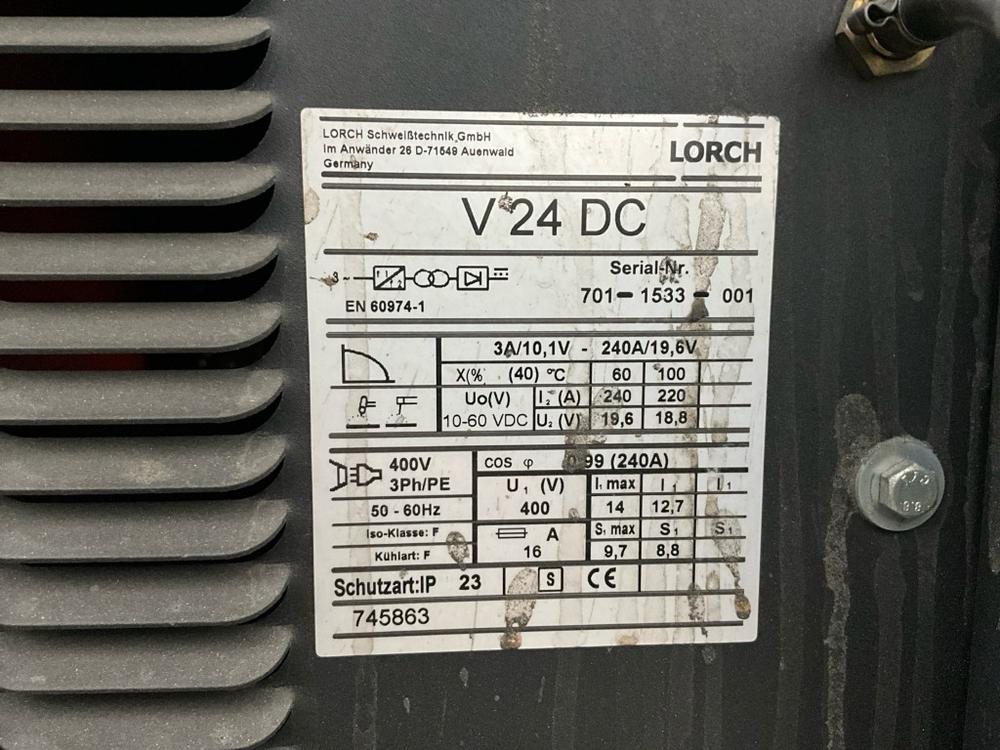 LORCH Schweißtechnik GmbH
Im Anwänder 26 D-71549 Auenwald
Germany
LORCH
V 24 DC
3~
Serial-Nr.
701-1533-001
EN 60974-1
3A/10,1V - 240A/19,6V
X(% (40) °C 60 100
Uo(V) I₂ (A) 240 220
10-60 VDC U₂ (V) 19,6 18,8
400V
3Ph/PE
cos φ 0.99 (240A)
U₁ (V) I₁ max I₁ I₁
50 - 60Hz 400 14 12,7
Iso-Klasse: F A S₁ max S₁ S₁
Kühlart: F 16 9,7 8,8
Schutzart:IP 23 S CE
745863